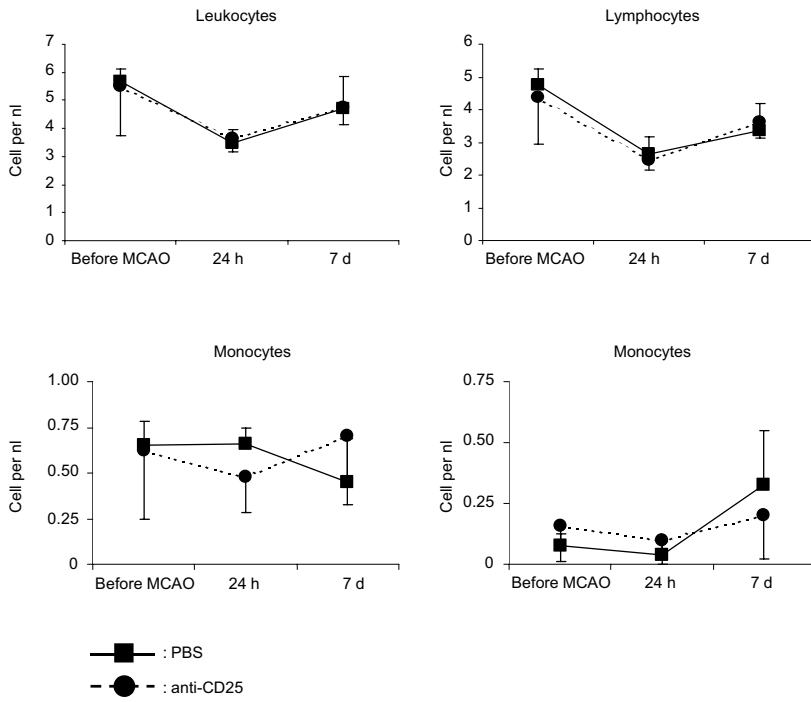 Leukocytes
7
6
5
4
3
2
1
0
Cell per nl
Before MCAO 24 h 7 d
Lymphocytes
6
5
4
3
2
1
0
Cell per nl
Before MCAO 24 h 7 d
Monocytes
1.00
0.75
0.50
0.25
0
Cell per nl
Before MCAO 24 h 7 d
Monocytes
0.75
0.50
0.25
0
Cell per nl
Before MCAO 24 h 7 d
: PBS
: anti-CD25